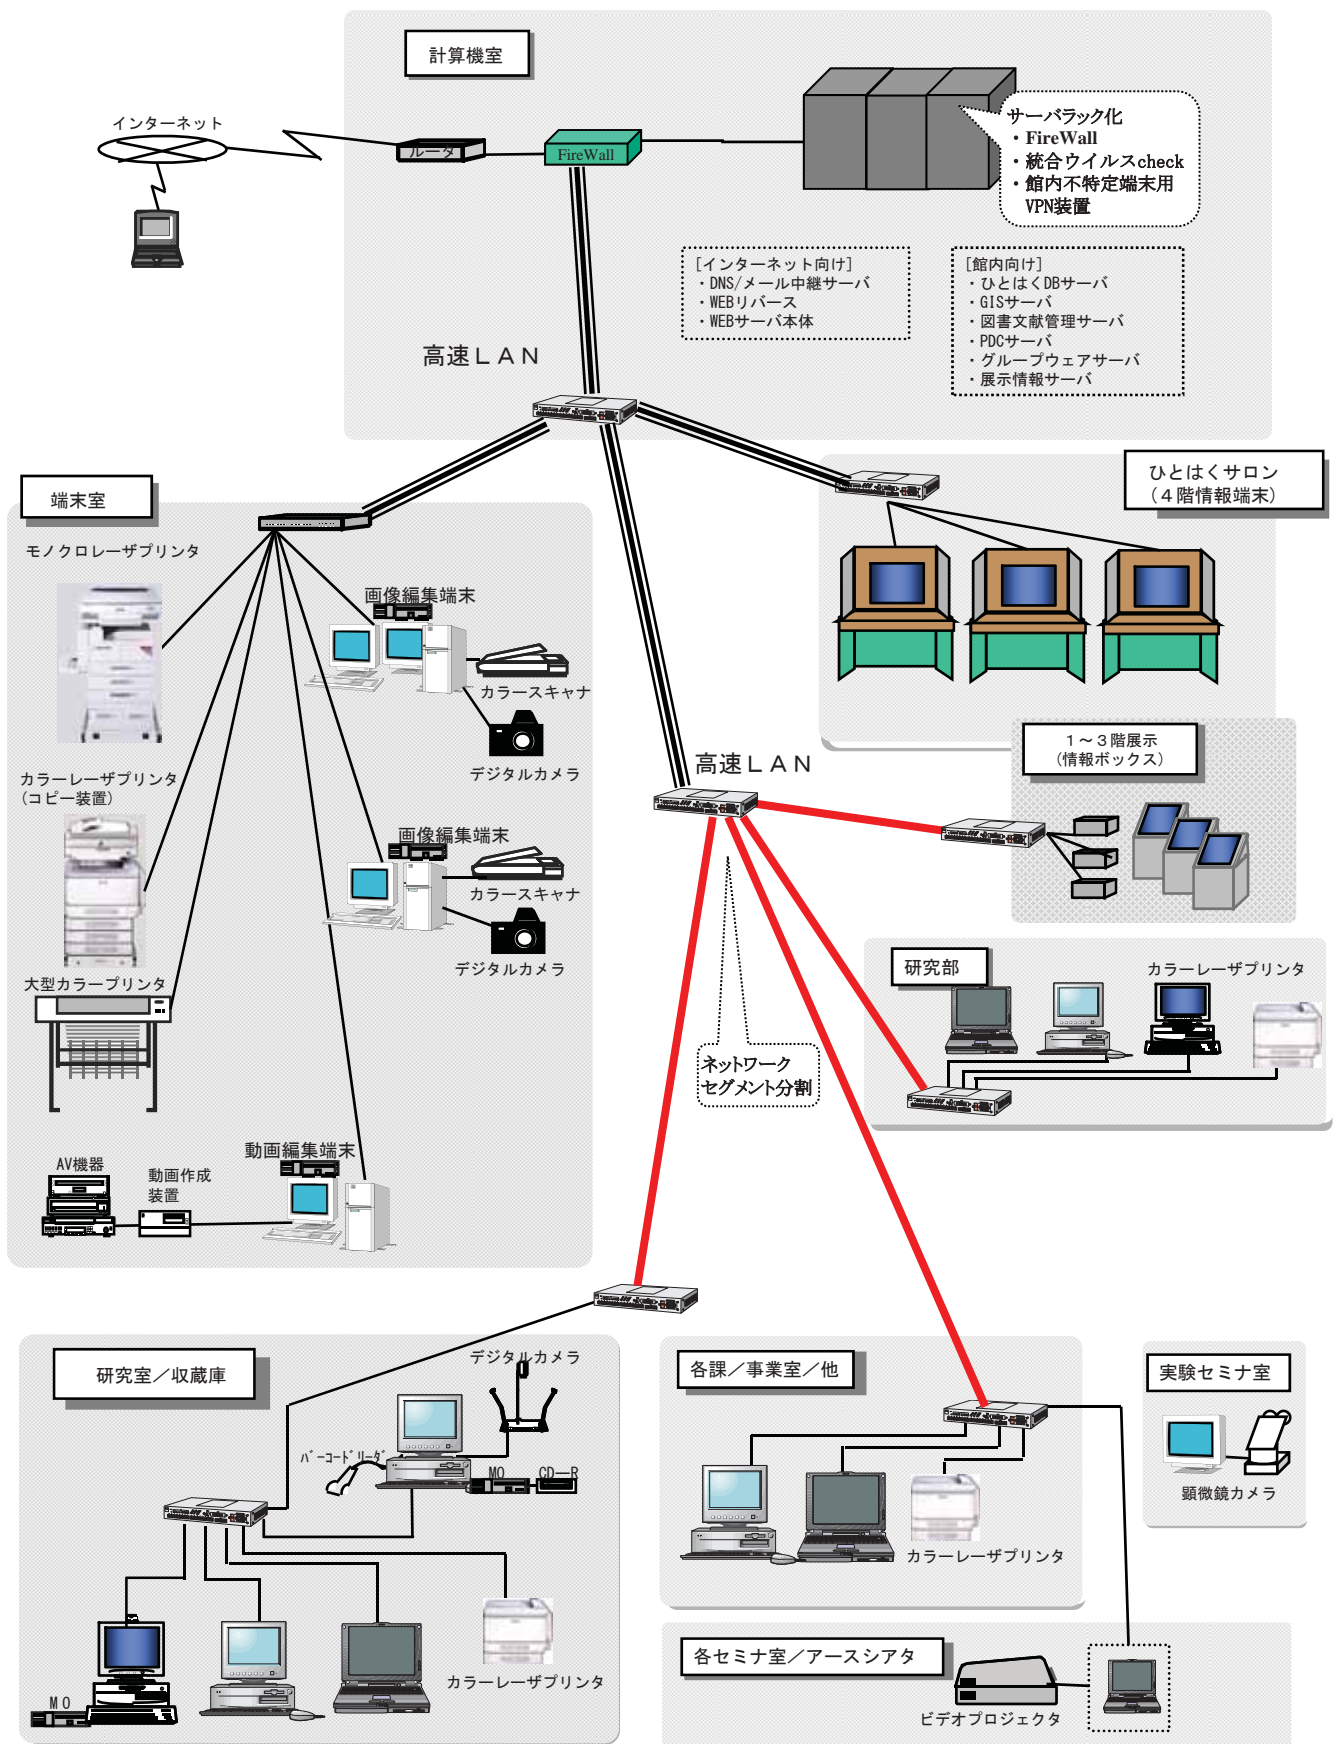 計算機室
インターネット
ルータ
FireWall
サーバラック化
・FireWall
・統合ウイルスcheck
・館内不特定端末用
VPN装置
[インターネット向け]
・DNS/メール中継サーバ
・WEBリバース
・WEBサーバ本体
[館内向け]
・ひとはくDBサーバ
・GISサーバ
・図書文献管理サーバ
・PDCサーバ
・グループウェアサーバ
・展示情報サーバ
高速ＬＡＮ
ひとはくサロン
（４階情報端末）
端末室
モノクロレーザプリンタ
画像編集端末
カラースキャナ
デジタルカメラ
カラーレーザプリンタ
(コピー装置)
画像編集端末
カラースキャナ
デジタルカメラ
大型カラープリンタ
動画編集端末
AV機器
動画作成
装置
高速ＬＡＮ
１～３階展示
(情報ボックス)
研究部
カラーレーザプリンタ
ネットワーク
セグメント分割
研究室／収蔵庫
デジタルカメラ
ﾊﾞｰｺｰﾄﾞﾘｰﾀﾞ
MO
CD－R
カラーレーザプリンタ
ＭＯ
各課／事業室／他
カラーレーザプリンタ
実験セミナ室
顕微鏡カメラ
各セミナ室／アースシアタ
ビデオプロジェクタ